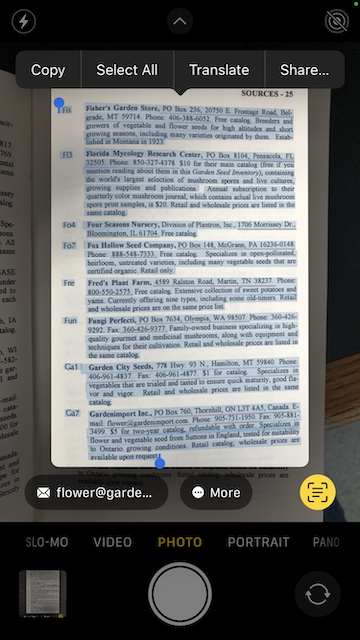 Copy Select All Translate Share...
SOURCES - 25
Fi8 Fisher's Garden Store, PO Box 236, 20750 E. Frontage Road, Bel-
grade, MT 59714. Phone: 406-388-6052. Free catalog. Breeders and
growers of vegetable and flower seeds for high altitudes and short
growing seasons, including many varieties originated by them. Estab-
lished in Montana in 1923.
Fl3 Florida Mycology Research Center, PO Box 8104, Pensacola, FL
32505. Phone: 850-327-4378. $10 for their main catalog (free if you
mention reading about them in this Garden Seed Inventory), containing
the world's largest selection of mushroom spores and live cultures,
growing supplies and publications. Annual subscription to their
quarterly color mushroom journal, which contains actual live mushroom
spore print samples, is $20. Retail and wholesale prices are listed in the
same catalog.
Fo4 Four Seasons Nursery, Division of Plantron, Inc., 1706 Morrissey Dr.,
Bloomington, IL 61704. Free catalog.
Fo7 Fox Hollow Seed Company, PO Box 148, McGrann, PA 16236-0148.
Phone: 888-548-7333. Free catalog. Specializes in open-pollinated,
heirloom, untreated varieties, including many vegetable seeds that are
certified organic. Retail only.
Fre Fred's Plant Farm, 4589 Ralston Road, Martin, TN 38237. Phone:
800-550-2575. Free catalog. Extensive collection of sweet potatoes and
yams. Currently offering nine types, including some old-timers. Retail
and wholesale prices are on the same price list.
Fun Fungi Perfecti, PO Box 7634, Olympia, WA 98507. Phone: 360-426-
9292. Fax: 360-426-9377. Family-owned business specializing in high-
quality gourmet and medicinal mushrooms, along with equipment and
techniques for their cultivation. Retail and wholesale prices are listed in
the same catalog.
Ga1 Garden City Seeds, 778 Hwy. 93 N., Hamilton, MT 59840. Phone:
406-961-4837. Fax: 406-961-4877. $1 for catalog. Specializes in
vegetables that are trialed and tested to ensure quick maturity, good fla-
vor and vigor. Retail and wholesale prices are listed in the same
catalog.
Ga7 Gardenimport Inc., PO Box 760, Thornhill, ON L3T 4A5, Canada. E-
mail: flower@gardenimport.com. Phone: 905-731-1950. Fax: 905-881-
3499. $5 for two-year catalog, refundable with order. Specializes in
flower and vegetable seed from Suttons in England, tested for suitability
to Ontario growing conditions. Retail catalog; wholesale prices are
available upon request.
flower@garde... More
SLO-MO VIDEO PHOTO PORTRAIT PANO